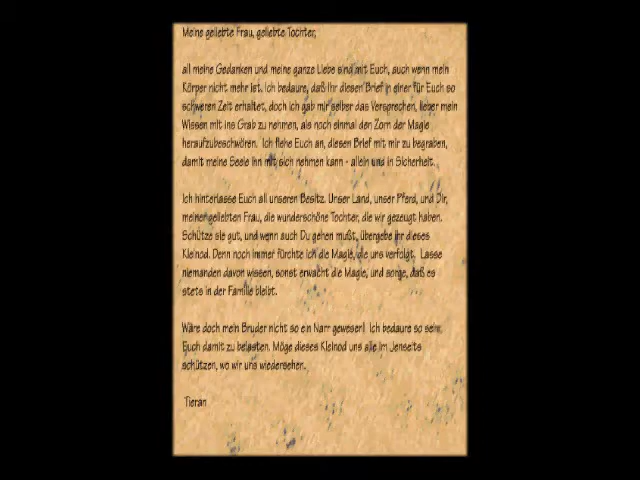 Meine geliebte Frau, geliebte Tochter,
all meine Gedanken und meine ganze Liebe sind mit Euch, auch wenn mein
Körper nicht mehr ist. Ich bedaure, daß Ihr diesen Brief in einer für Euch so
schweren Zeit erhaltet, doch ich gab mir selber das Versprechen, lieber mein
Wissen mit ins Grab zu nehmen, als noch einmal den Zorn der Magie
heraufzubeschwören. Ich flehe Euch an, diesen Brief mit mir zu begraben,
damit meine Seele ihn mit sich nehmen kann - allein und in Sicherheit.
Ich hinterlasse Euch all unseren Besitz. Unser Land, unser Pferd, und Dir,
meiner geliebten Frau, die wunderschöne Tochter, die wir gezeugt haben.
Schütze sie gut, und wenn auch Du gehen mußt, übergebe ihr dieses
Kleinod. Denn noch immer fürchte ich die Magie, die uns verfolgt. Lasse
niemanden davon wissen, sonst erwacht die Magie, und sorge, daß es
stets in der Familie bleibt.
Wäre doch mein Bruder nicht so ein Narr gewesen! Ich bedaure so sehr,
Euch damit zu belasten. Möge dieses Kleinod uns alle im Jenseits
schützen, wo wir uns wiedersehen.
Tieran